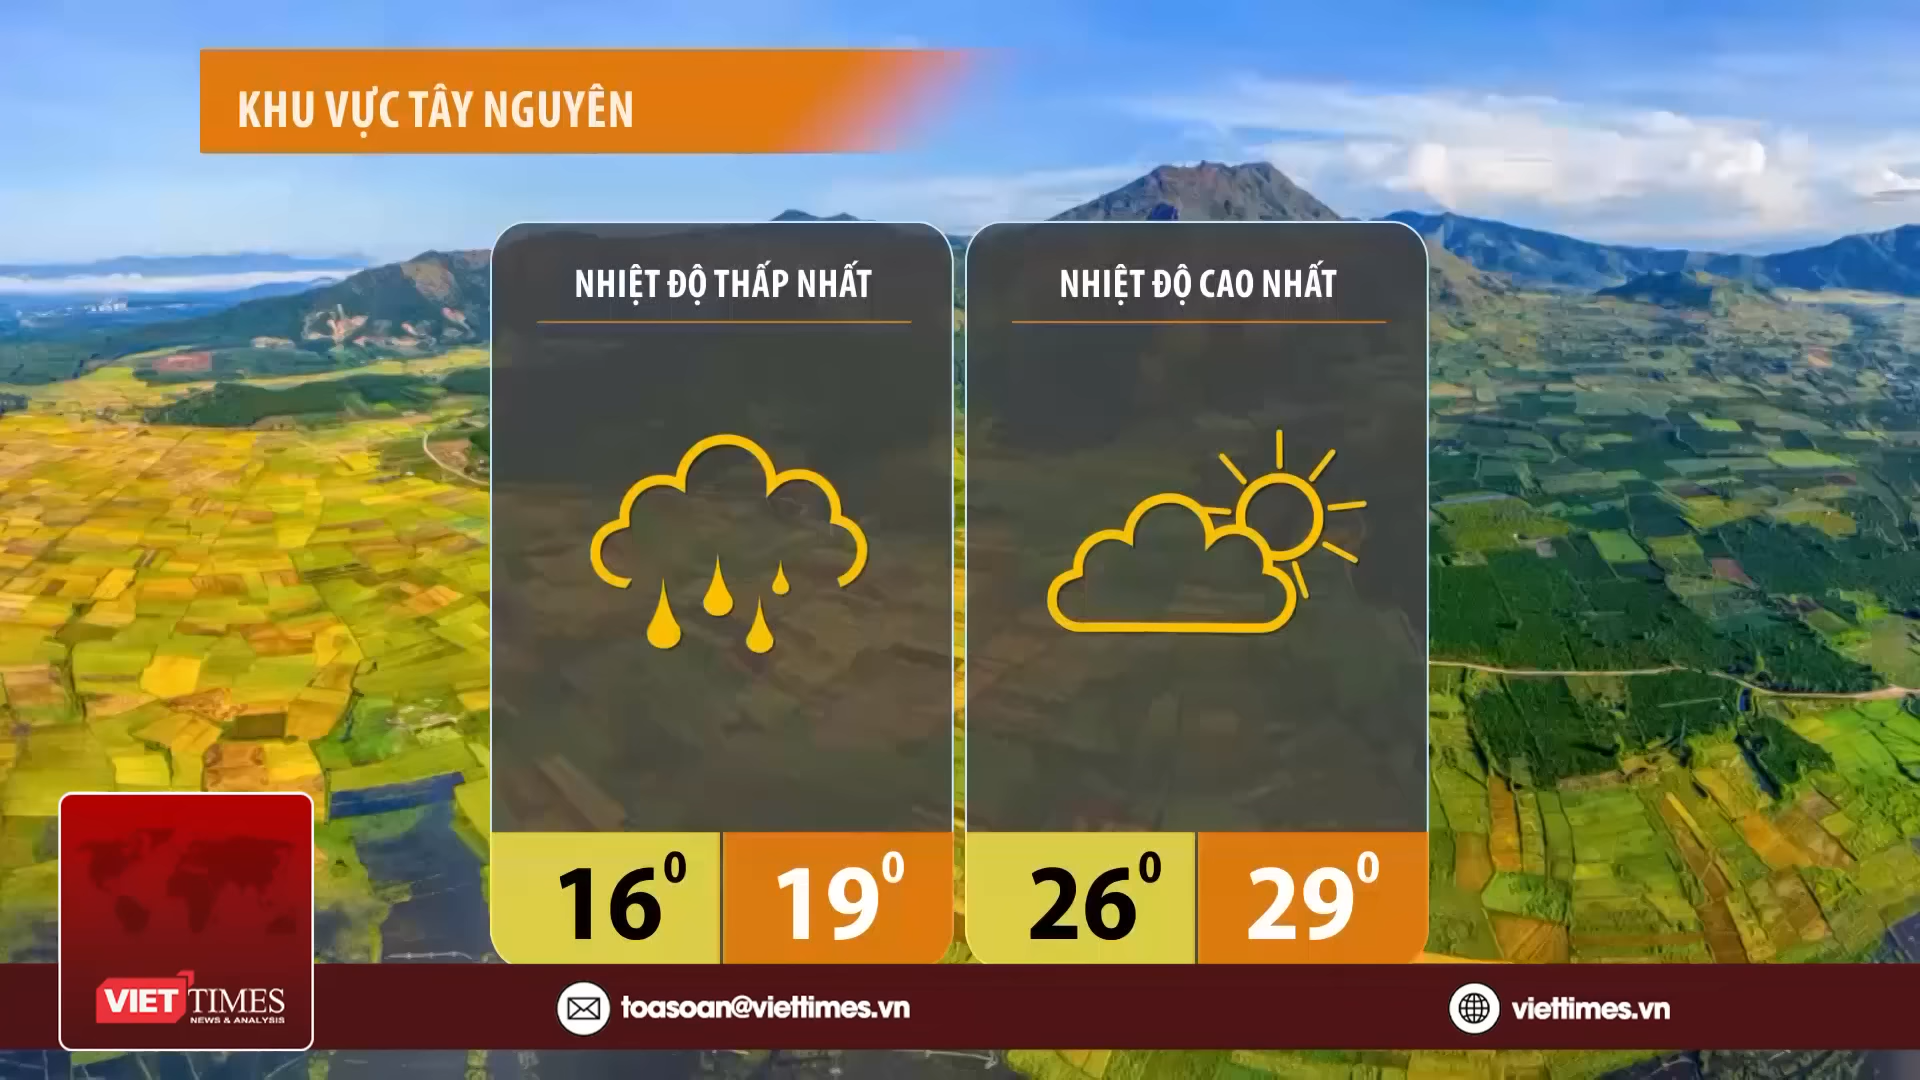 KHU VỰC TÂY NGUYÊN
NHIỆT ĐỘ THẤP NHẤT
16⁰ 19⁰
NHIỆT ĐỘ CAO NHẤT
26⁰ 29⁰
VIETTIMES
NEWS & ANALYSIS
toasoan@viettimes.vn
viettimes.vn